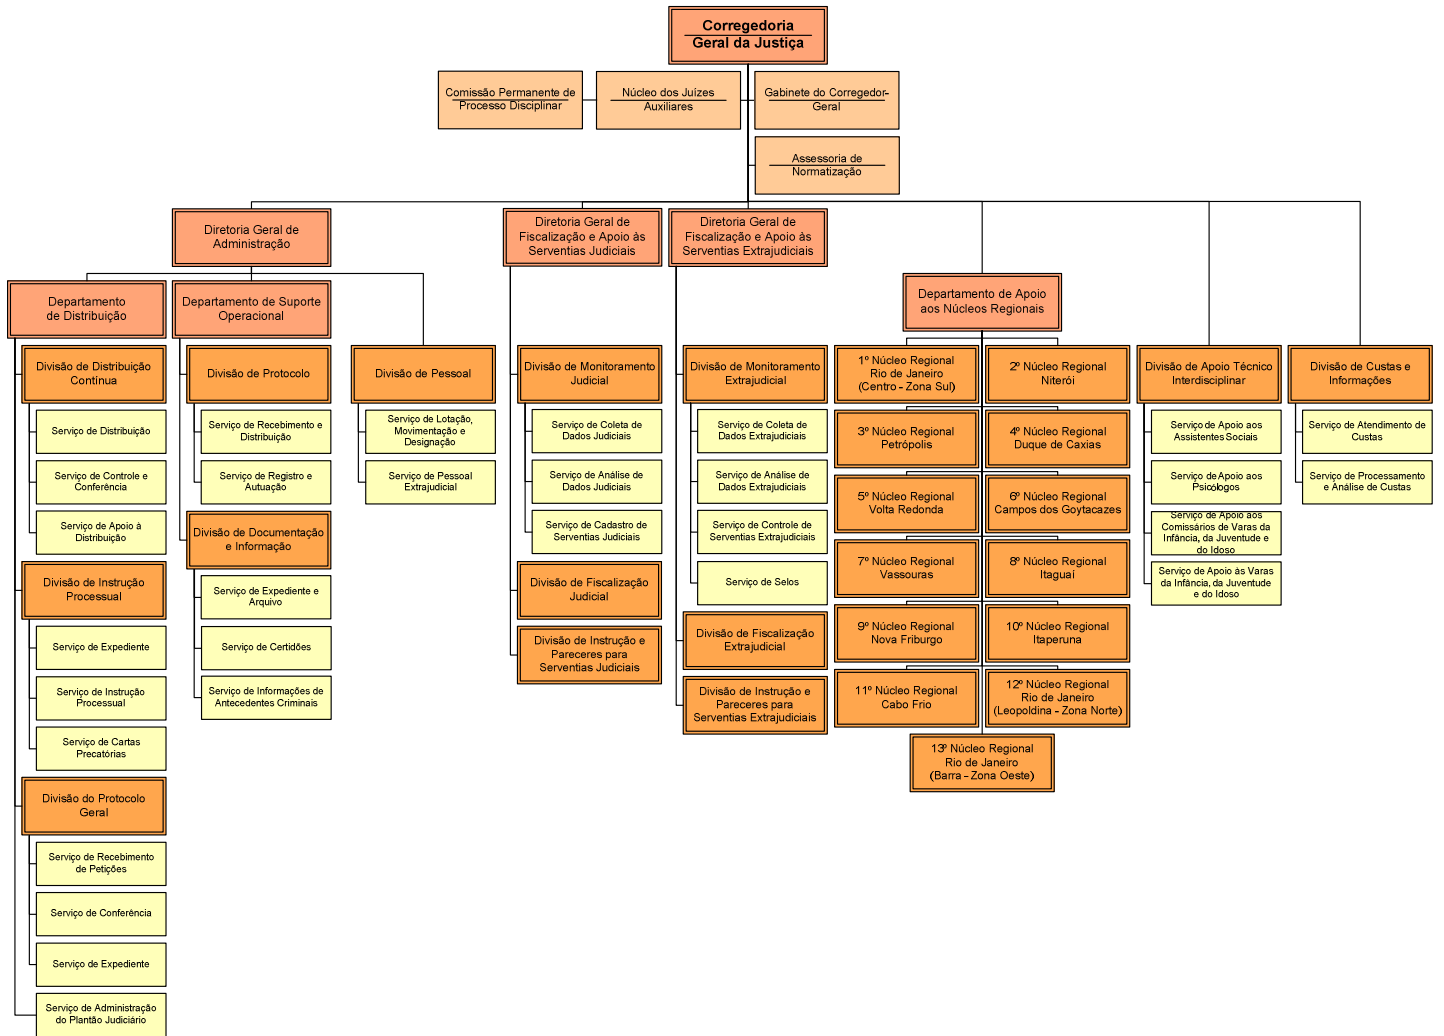 Corregedoria
Geral da Justiça
Comissão Permanente de
Processo Disciplinar
Núcleo dos Juízes
Auxiliares
Gabinete do Corregedor-
Geral
Assessoria de
Normatização
Diretoria Geral de
Administração
Diretoria Geral de
Fiscalização e Apoio às
Serventias Judiciais
Diretoria Geral de
Fiscalização e Apoio às
Serventias Extrajudiciais
Departamento
de Distribuição
Departamento de Suporte
Operacional
Departamento de Apoio
aos Núcleos Regionais
Divisão de Distribuição
Contínua
Serviço de Distribuição
Serviço de Controle e
Conferência
Serviço de Apoio à
Distribuição
Divisão de Instrução
Processual
Serviço de Expediente
Serviço de Instrução
Processual
Serviço de Cartas
Precatórias
Divisão do Protocolo
Geral
Serviço de Recebimento
de Petições
Serviço de Conferência
Serviço de Expediente
Serviço de Administração
do Plantão Judiciário
Divisão de Protocolo
Serviço de Recebimento e
Distribuição
Serviço de Registro e
Autuação
Divisão de Documentação
e Informação
Serviço de Expediente e
Arquivo
Serviço de Certidões
Serviço de Informações de
Antecedentes Criminais
Divisão de Pessoal
Serviço de Lotação,
Movimentação e
Designação
Serviço de Pessoal
Extrajudicial
Divisão de Monitoramento
Judicial
Serviço de Coleta de
Dados Judiciais
Serviço de Análise de
Dados Judiciais
Serviço de Cadastro de
Serventias Judiciais
Divisão de Fiscalização
Judicial
Divisão de Instrução e
Pareceres para
Serventias Judiciais
Divisão de Monitoramento
Extrajudicial
Serviço de Coleta de
Dados Extrajudiciais
Serviço de Análise de
Dados Extrajudiciais
Serviço de Controle de
Serventias Extrajudiciais
Serviço de Selos
Divisão de Fiscalização
Extrajudicial
Divisão de Instrução e
Pareceres para
Serventias Extrajudiciais
1º Núcleo Regional
Rio de Janeiro
(Centro - Zona Sul)
2º Núcleo Regional
Niterói
3º Núcleo Regional
Petrópolis
4º Núcleo Regional
Duque de Caxias
5º Núcleo Regional
Volta Redonda
6º Núcleo Regional
Campos dos Goytacazes
7º Núcleo Regional
Vassouras
8º Núcleo Regional
Itaguaí
9º Núcleo Regional
Nova Friburgo
10º Núcleo Regional
Itaperuna
11º Núcleo Regional
Cabo Frio
12º Núcleo Regional
Rio de Janeiro
(Leopoldina - Zona Norte)
13º Núcleo Regional
Rio de Janeiro
(Barra - Zona Oeste)
Divisão de Apoio Técnico
Interdisciplinar
Serviço de Apoio aos
Assistentes Sociais
Serviço de Apoio aos
Psicólogos
Serviço de Apoio aos
Comissários de Varas da
Infância, da Juventude e
do Idoso
Serviço de Apoio às Varas
da Infância, da Juventude
e do Idoso
Divisão de Custas e
Informações
Serviço de Atendimento de
Custas
Serviço de Processamento
e Análise de Custas